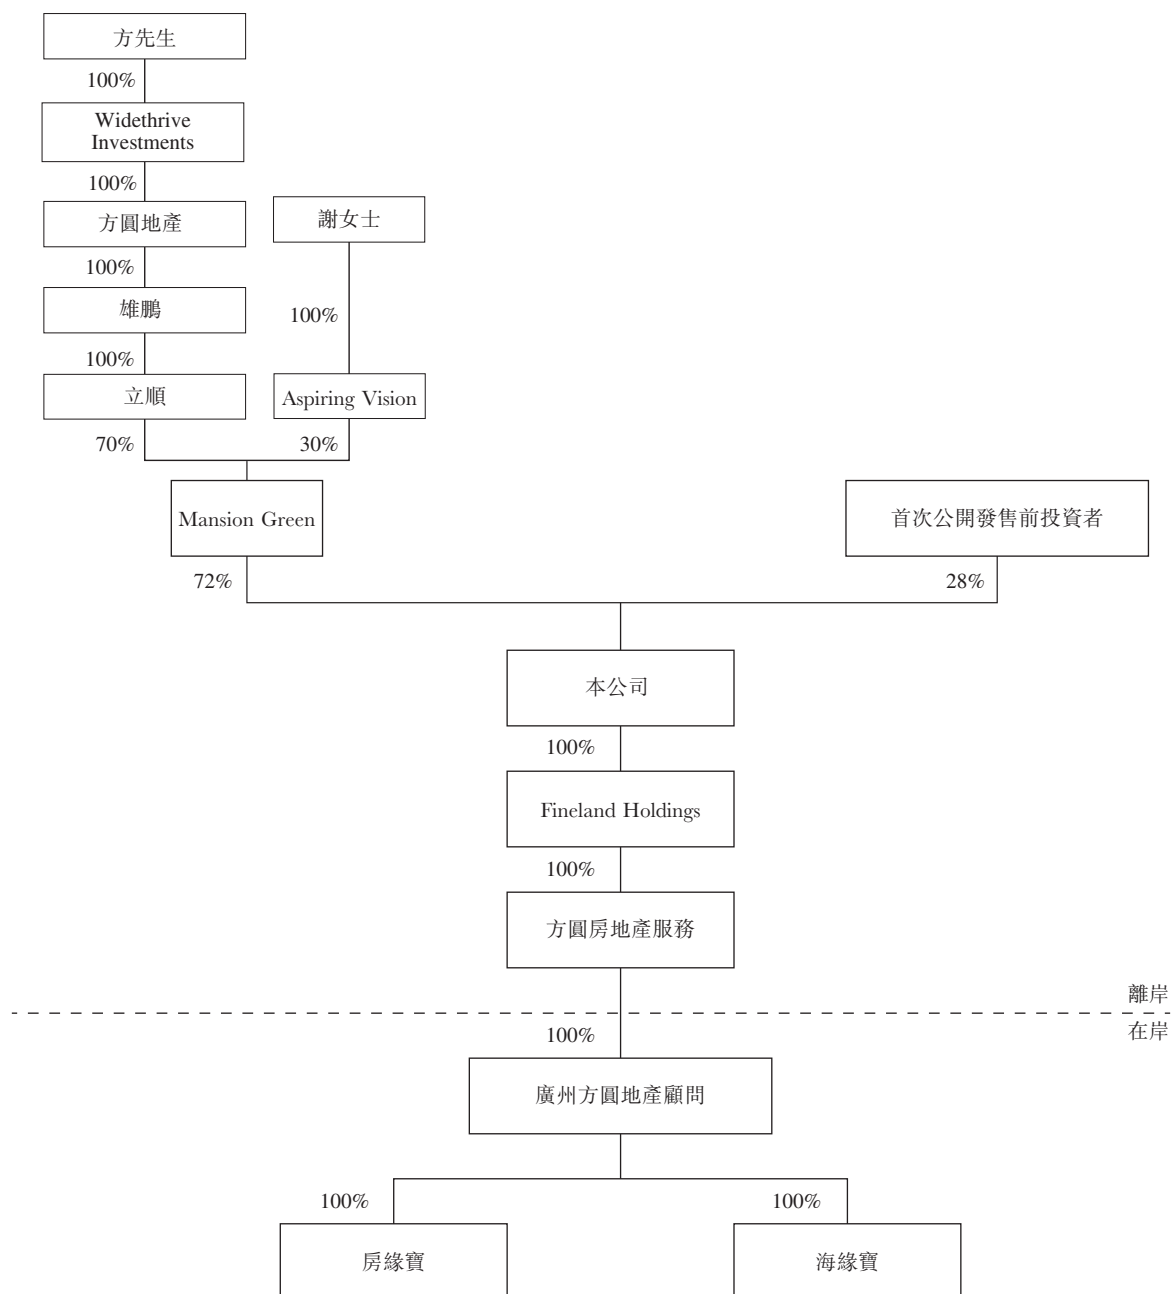 方先生
100%
Widethrive
Investments
100%
方圓地產
謝女士
100%
雄鵬
100%
100%
立順
Aspiring Vision
70%
30%
Mansion Green
首次公開發售前投資者
72%
28%
本公司
100%
Fineland Holdings
100%
方圓房地產服務
離岸
在岸
100%
廣州方圓地產顧問
100%
100%
房緣寶
海緣寶